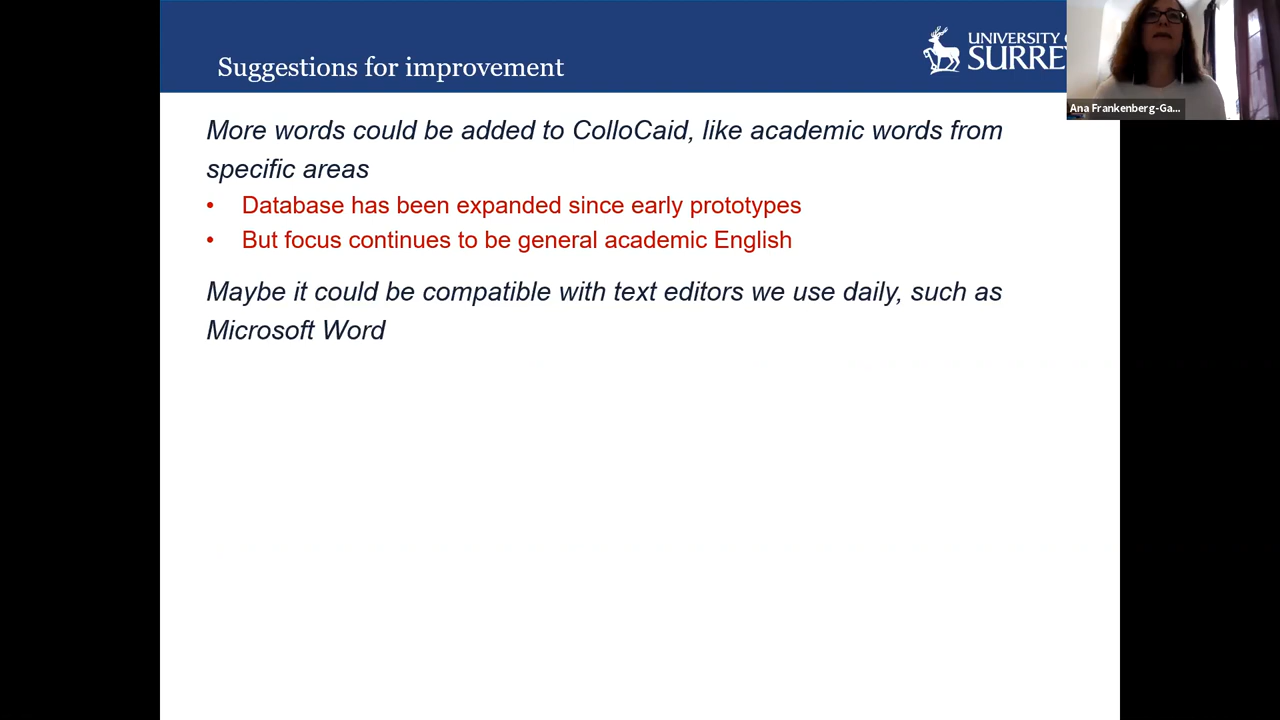 Suggestions for improvement
UNIVERSITY
SURREY
Ana Frankenberg-Ga...
More words could be added to ColloCaid, like academic words from
specific areas
• Database has been expanded since early prototypes
• But focus continues to be general academic English
Maybe it could be compatible with text editors we use daily, such as
Microsoft Word